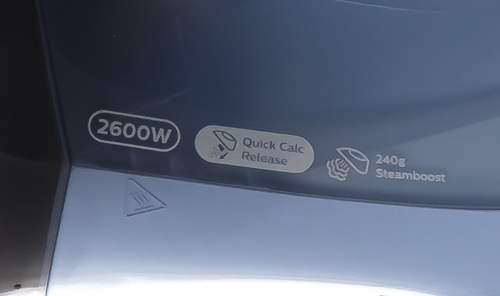 2600W
Quick Calc
Release
240g
Steamboost